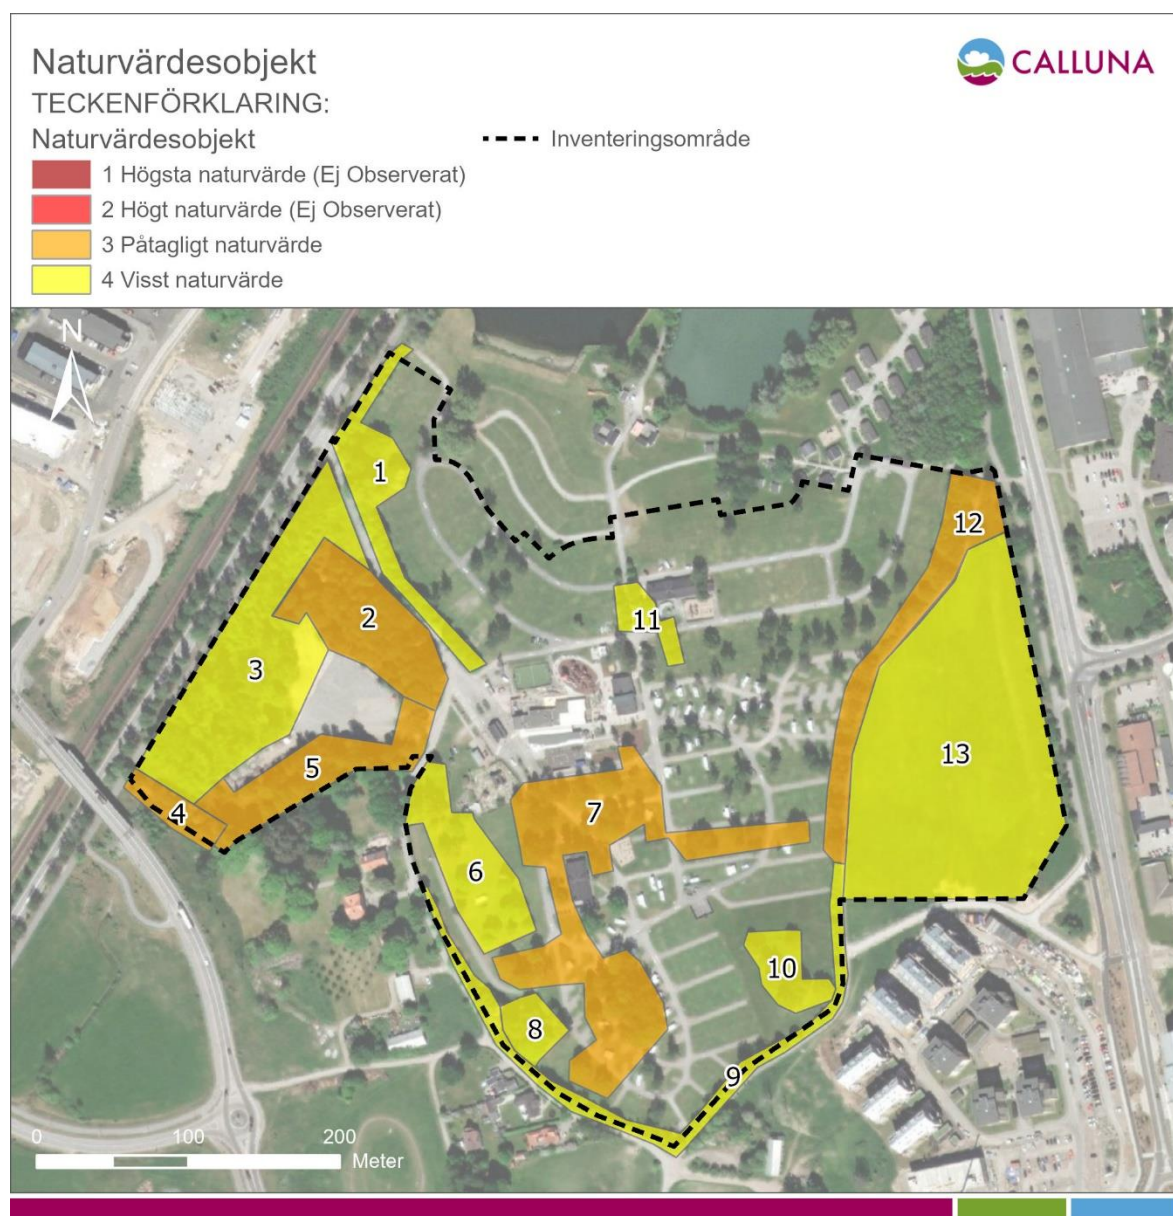 Naturvärdesobjekt
CALLUNA
TECKENFÖRKLARING:
Naturvärdesobjekt
Inventeringsområde
1 Högsta naturvärde (Ej Observerat)
2 Högt naturvärde (Ej Observerat)
3 Påtagligt naturvärde
4 Visst naturvärde
N
1
12
2
11
3
13
5
4
7
6
10
8
9
0 100 200
Meter